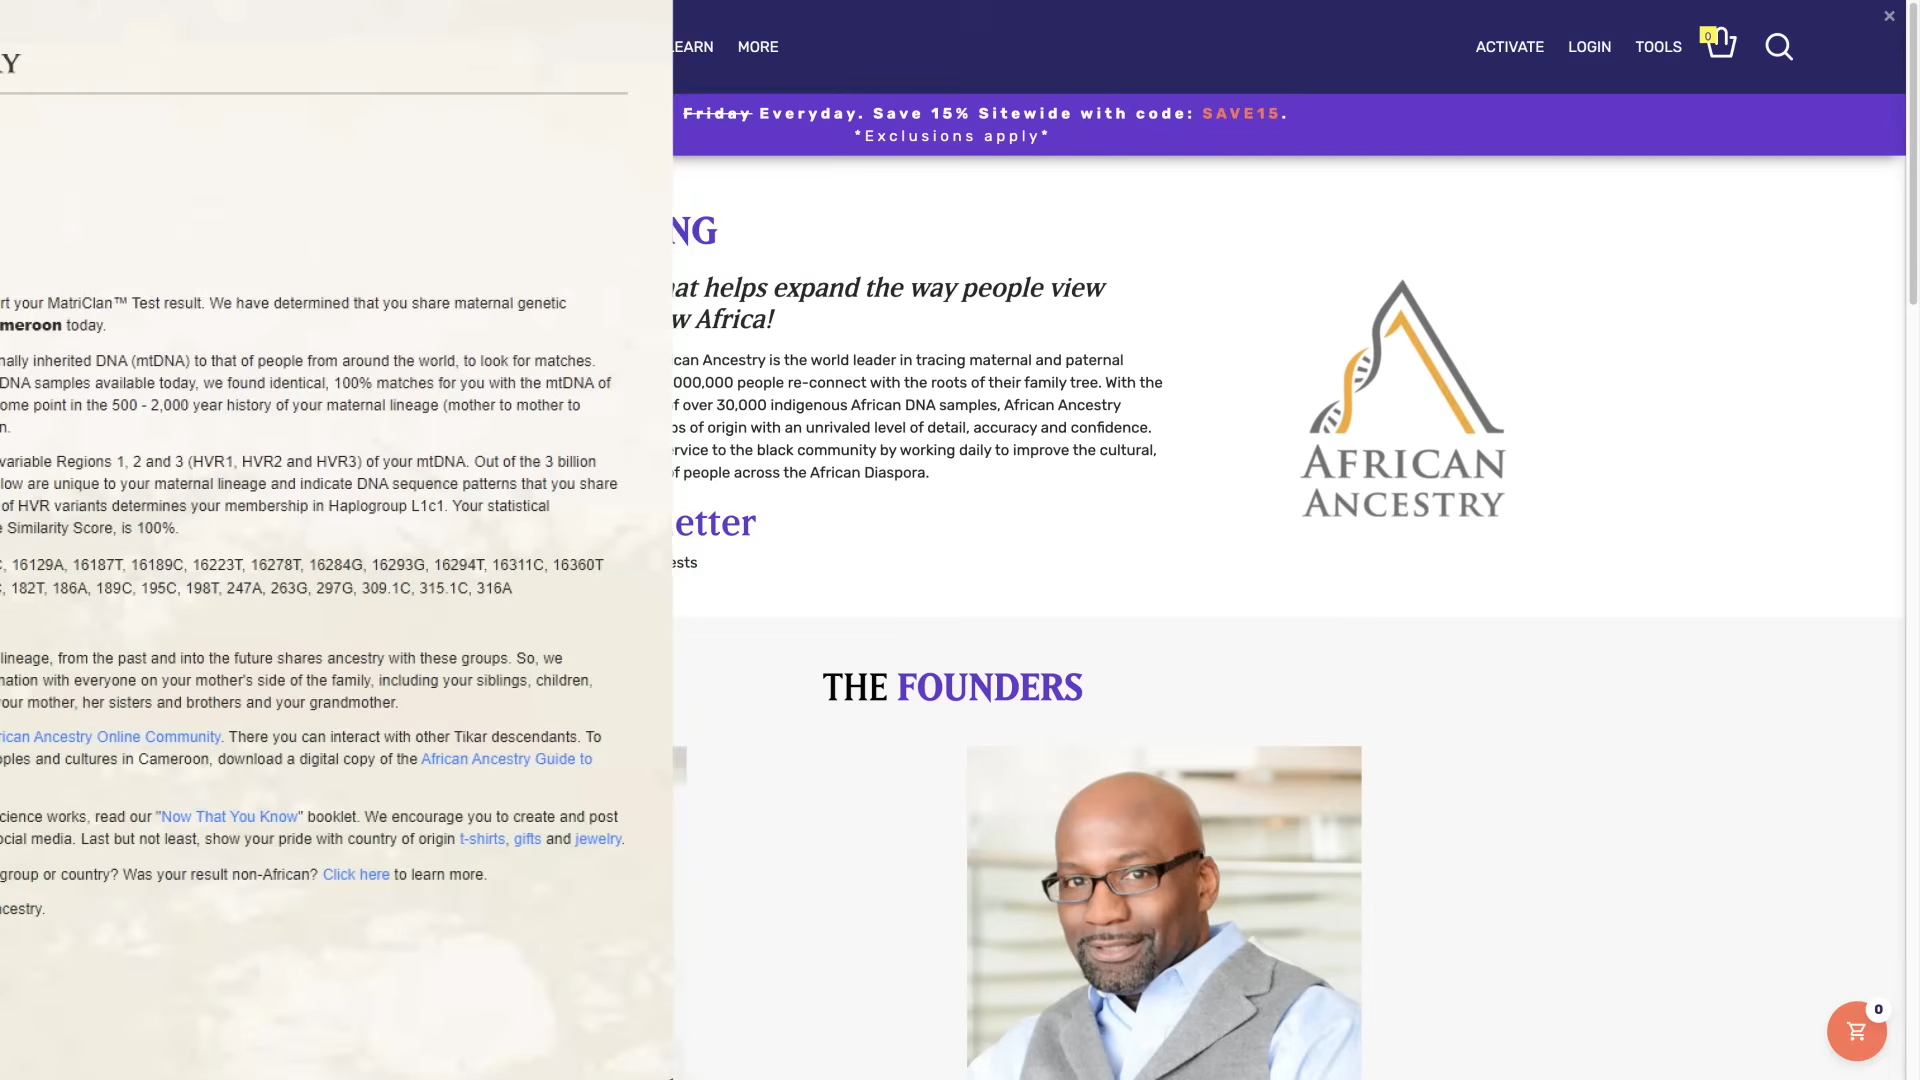 RY
rt your MatriClan™ Test result. We have determined that you share maternal genetic
meroon today.
nally inherited DNA (mtDNA) to that of people from around the world, to look for matches.
DNA samples available today, we found identical, 100% matches for you with the mtDNA of
ome point in the 500 - 2,000 year history of your maternal lineage (mother to mother to
n.
variable Regions 1, 2 and 3 (HVR1, HVR2 and HVR3) of your mtDNA. Out of the 3 billion
low are unique to your maternal lineage and indicate DNA sequence patterns that you share
of HVR variants determines your membership in Haplogroup L1c1. Your statistical
e Similarity Score, is 100%.
C, 16129A, 16187T, 16189C, 16223T, 16278T, 16284G, 16293G, 16294T, 16311C, 16360T
C, 182T, 186A, 189C, 195C, 198T, 247A, 263G, 297G, 309.1C, 315.1C, 316A
lineage, from the past and into the future shares ancestry with these groups. So, we
nation with everyone on your mother's side of the family, including your siblings, children,
our mother, her sisters and brothers and your grandmother.
rican Ancestry Online Community. There you can interact with other Tikar descendants. To
oples and cultures in Cameroon, download a digital copy of the African Ancestry Guide to
cience works, read our "Now That You Know" booklet. We encourage you to create and post
ocial media. Last but not least, show your pride with country of origin t-shirts, gifts and jewelry.
group or country? Was your result non-African? Click here to learn more.
ncestry.
EARN MORE ACTIVATE LOGIN TOOLS 0
Friday Everyday. Save 15% Sitewide with code: SAVE15.
*Exclusions apply*
NG
at helps expand the way people view
w Africa!
can Ancestry is the world leader in tracing maternal and paternal
000,000 people re-connect with the roots of their family tree. With the
f over 30,000 indigenous African DNA samples, African Ancestry
ps of origin with an unrivaled level of detail, accuracy and confidence.
rvice to the black community by working daily to improve the cultural,
f people across the African Diaspora.
etter
ests
AFRICAN
ANCESTRY
THE FOUNDERS
0